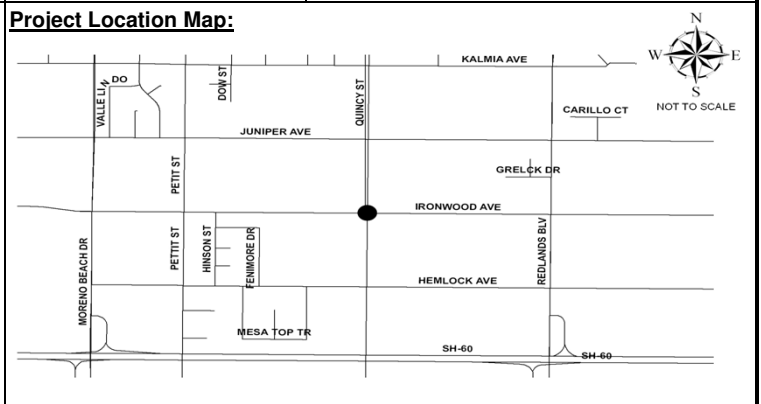 Project Location Map:
N
W
E
S
NOT TO SCALE
KALMIA AVE
VALLE LIN
DO
DOW ST
QUINCY ST
CARILLO CT
JUNIPER AVE
PETIT ST
GRELCK DR
IRONWOOD AVE
MORENO BEACH DR
PETTIT ST
HINSON ST
FENIMORE DR
REDLANDS BLV
HEMLOCK AVE
MESA TOP TR
SH-60
SH-60